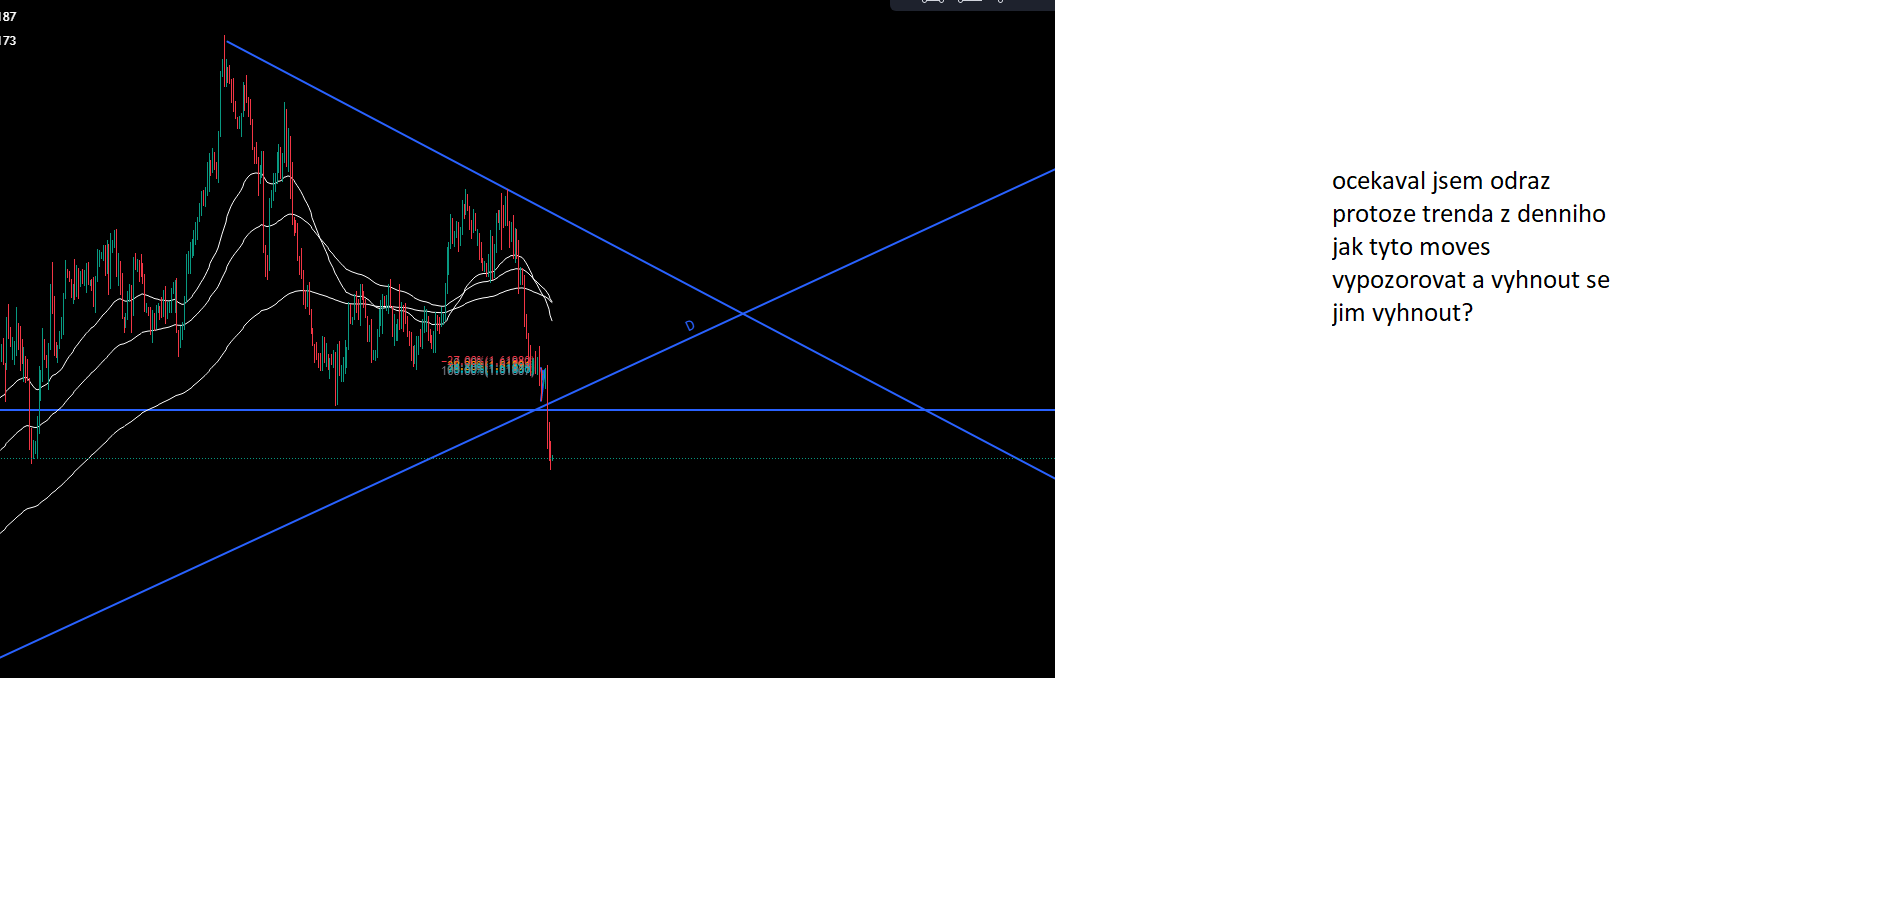 187
173
D
ocekaval jsem odraz
protoze trenda z denniho
jak tyto moves
vypozorovat a vyhnout se
jim vyhnout?